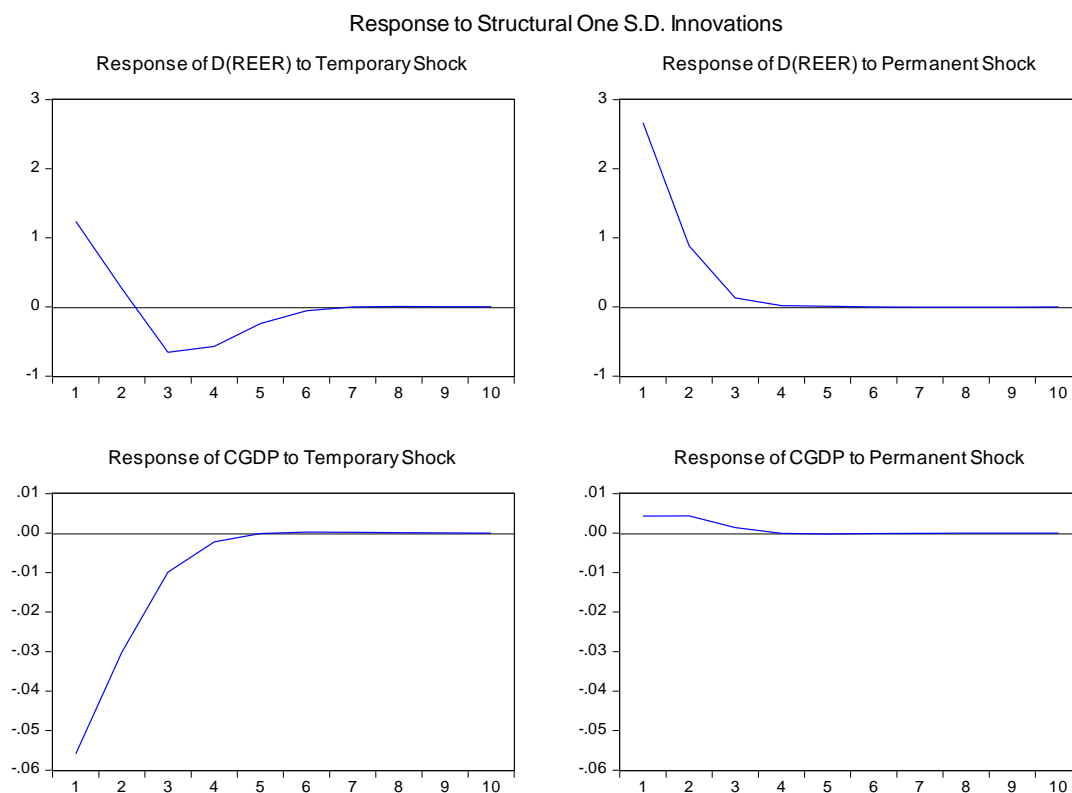 Response to Structural One S.D. Innovations
Response of D(REER) to Temporary Shock
3
2
1
0
-1
1 2 3 4 5 6 7 8 9 10
Response of D(REER) to Permanent Shock
3
2
1
0
-1
1 2 3 4 5 6 7 8 9 10
Response of CGDP to Temporary Shock
.01
.00
-.01
-.02
-.03
-.04
-.05
-.06
1 2 3 4 5 6 7 8 9 10
Response of CGDP to Permanent Shock
.01
.00
-.01
-.02
-.03
-.04
-.05
-.06
1 2 3 4 5 6 7 8 9 10